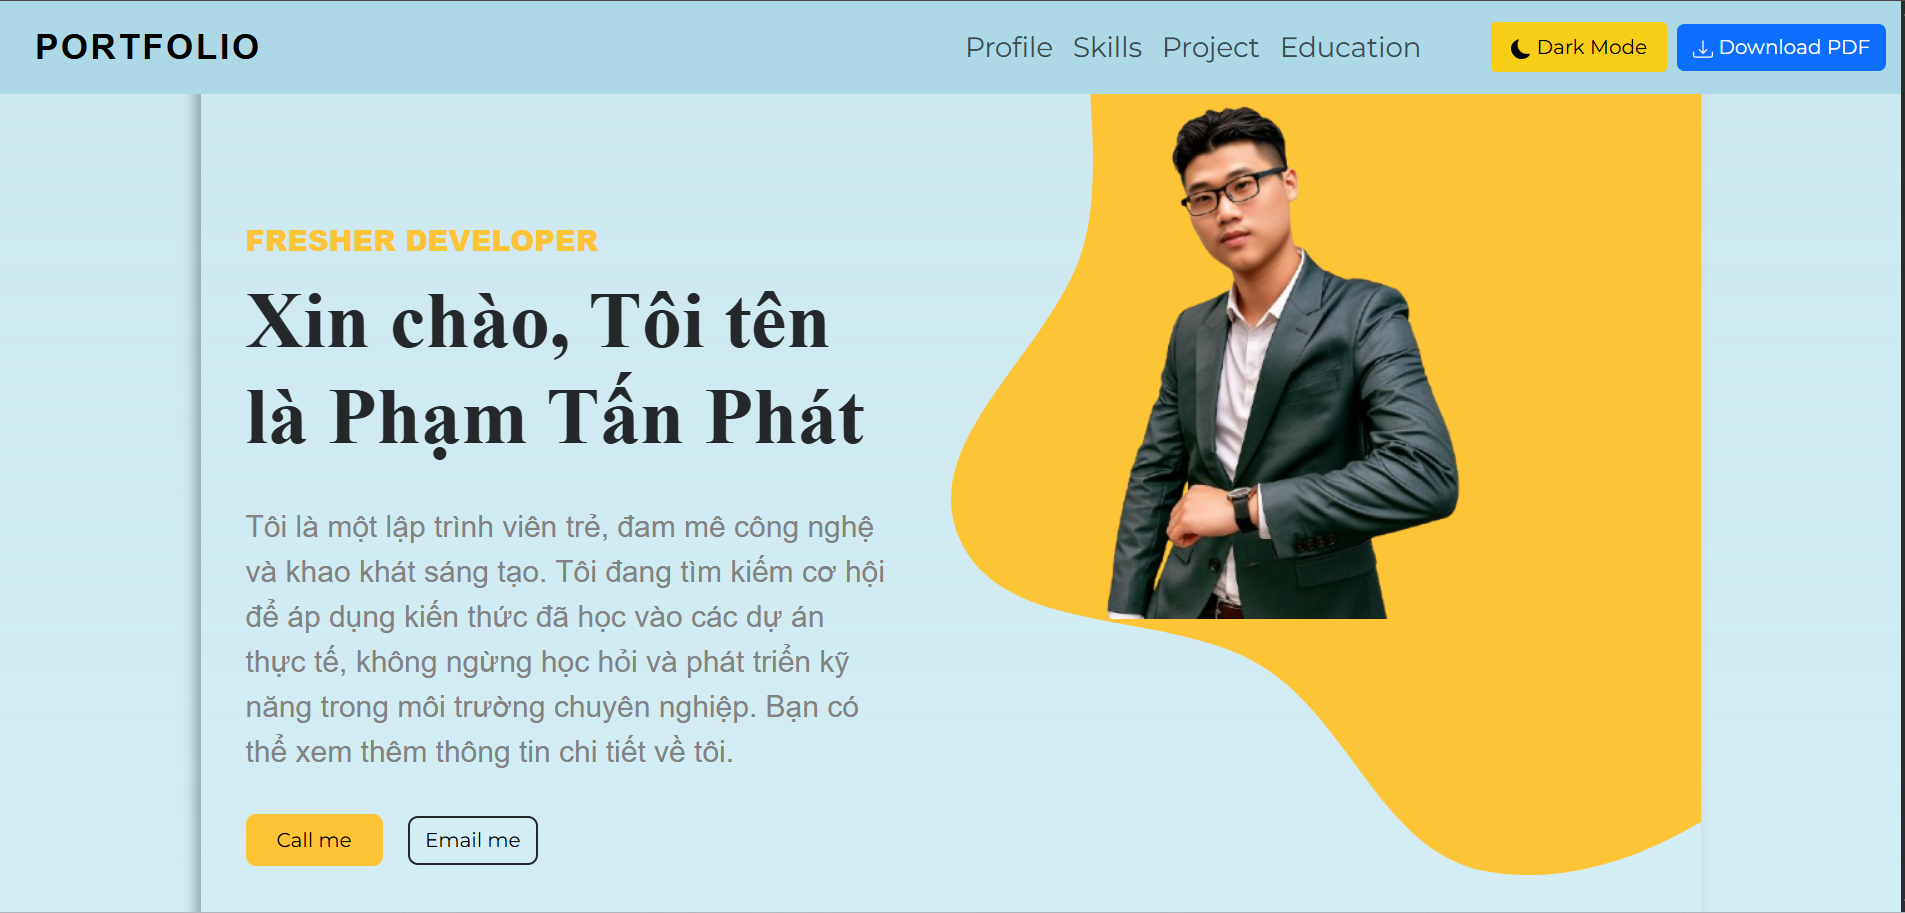 PORTFOLIO
Profile Skills Project Education
Dark Mode
Download PDF
FRESHER DEVELOPER
Xin chào, Tôi tên
là Phạm Tấn Phát
Tôi là một lập trình viên trẻ, đam mê công nghệ
và khao khát sáng tạo. Tôi đang tìm kiếm cơ hội
để áp dụng kiến thức đã học vào các dự án
thực tế, không ngừng học hỏi và phát triển kỹ
năng trong môi trường chuyên nghiệp. Bạn có
thể xem thêm thông tin chi tiết về tôi.
Call me
Email me